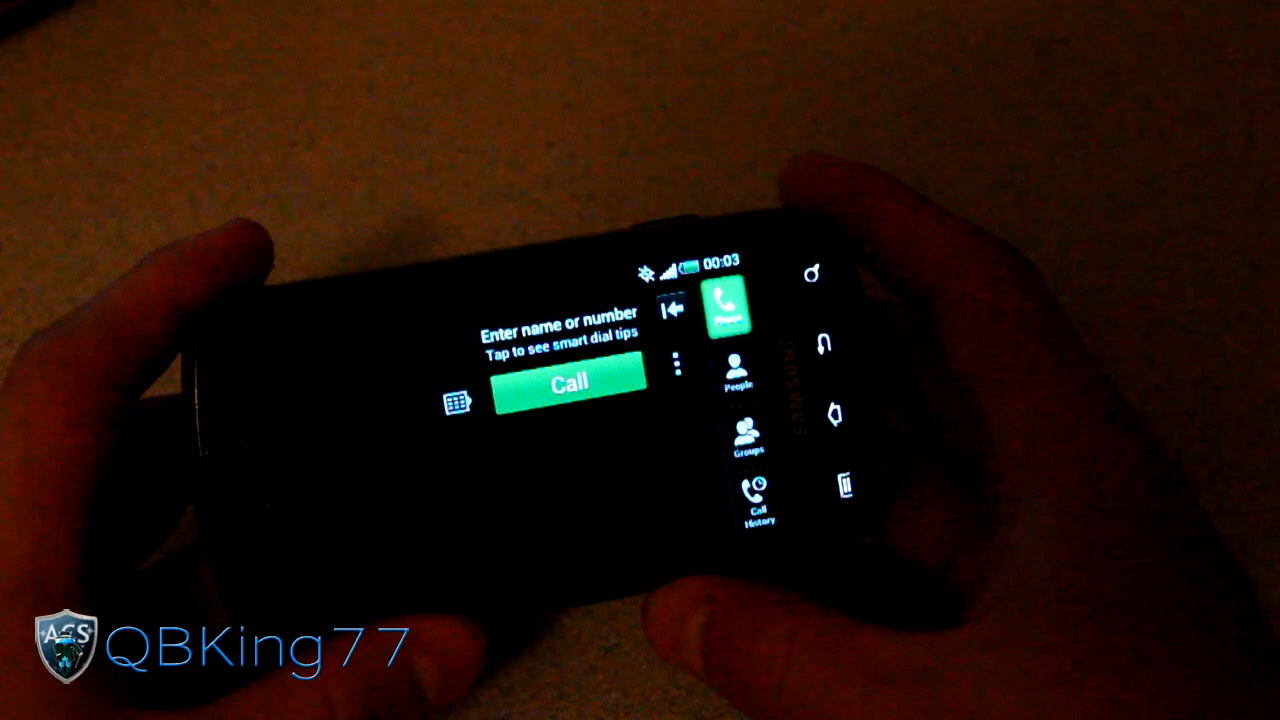 00:03
Enter name or number
Tap to see smart dial tips
Call
Phone
People
Groups
Call
History
SAMSUNG
ACS
QBKing77